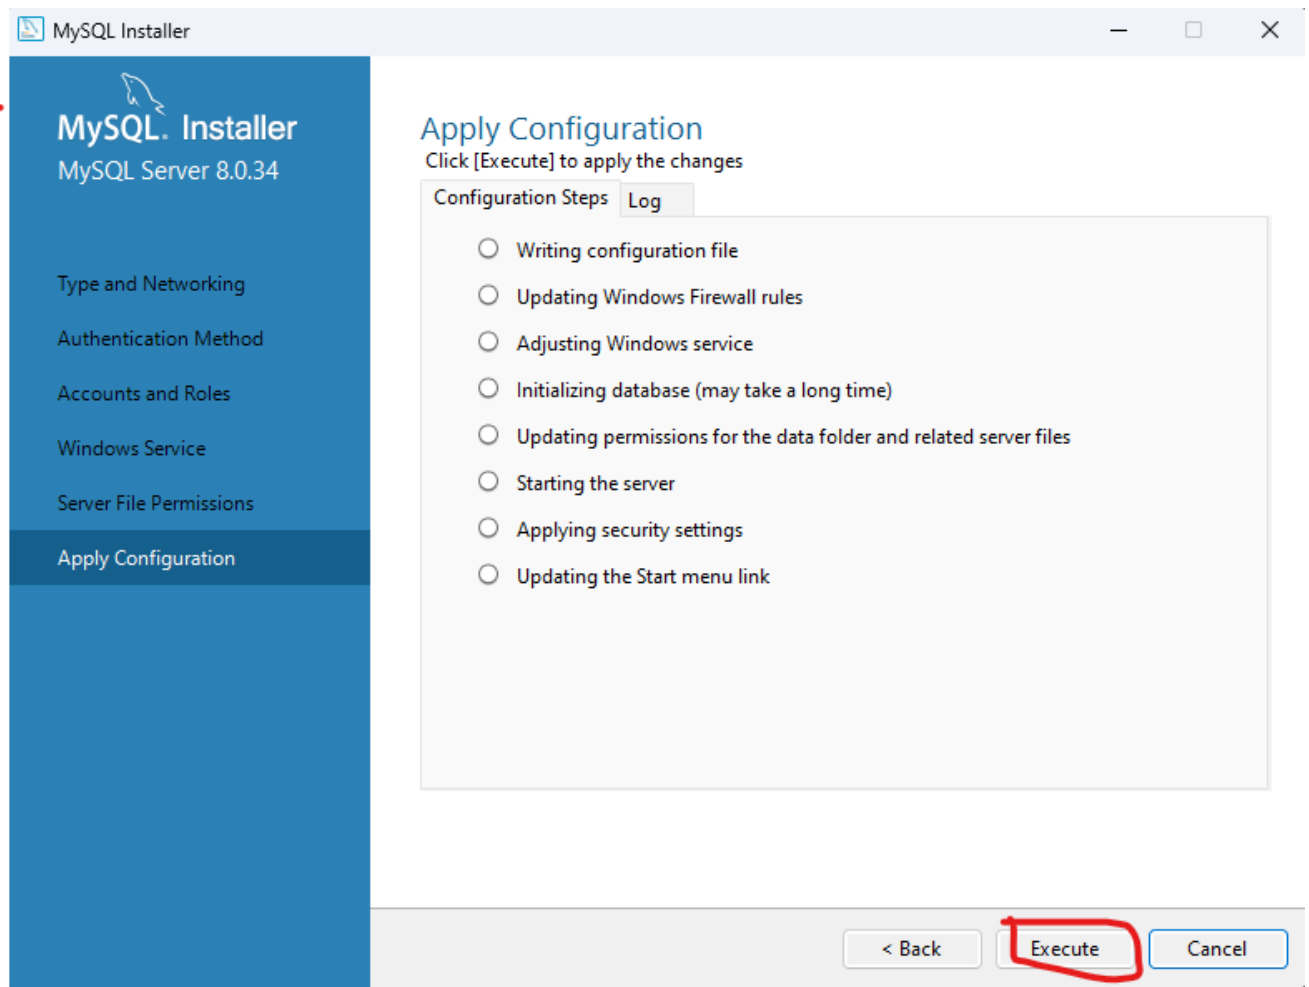 MySQL Installer
MySQL. Installer
MySQL Server 8.0.34
Type and Networking
Authentication Method
Accounts and Roles
Windows Service
Server File Permissions
Apply Configuration
Apply Configuration
Click [Execute] to apply the changes
Configuration Steps Log
Writing configuration file
Updating Windows Firewall rules
Adjusting Windows service
Initializing database (may take a long time)
Updating permissions for the data folder and related server files
Starting the server
Applying security settings
Updating the Start menu link
< Back Execute Cancel